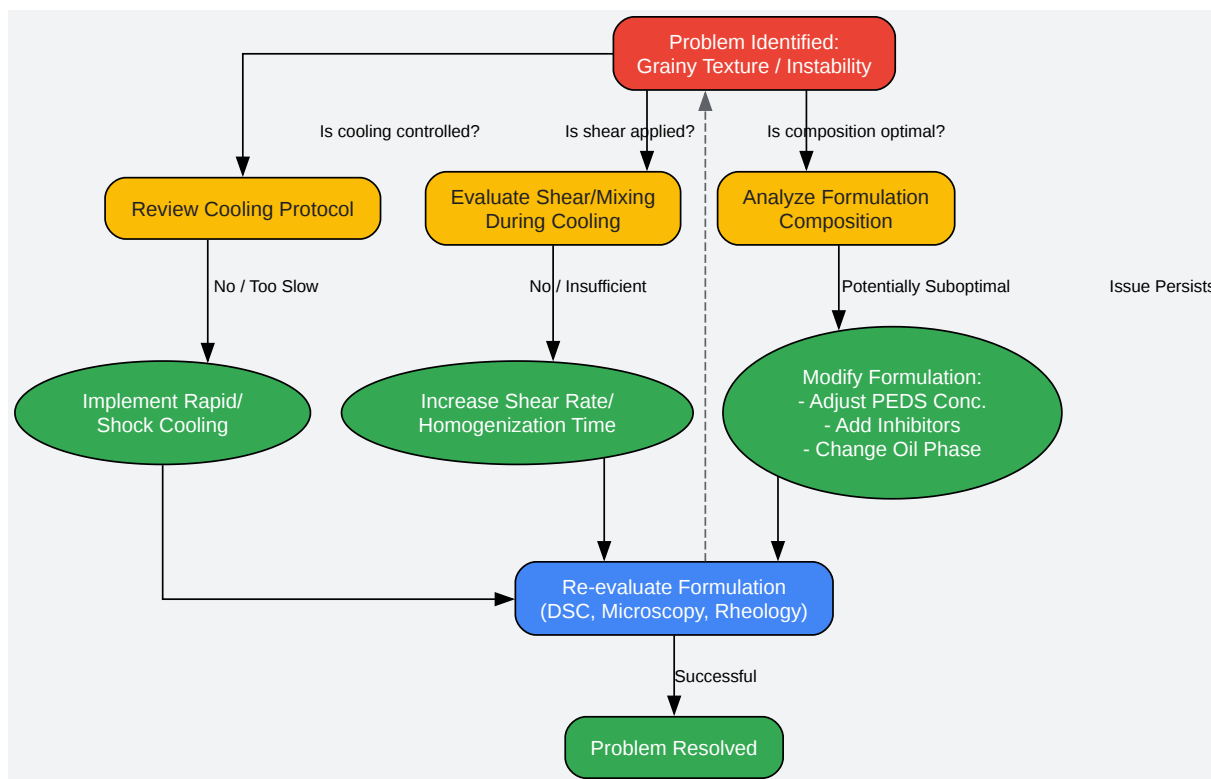 Problem Identified:
Grainy Texture / Instability
Is cooling controlled?
Is shear applied?
Is composition optimal?
Review Cooling Protocol
Evaluate Shear/Mixing
During Cooling
Analyze Formulation
Composition
No / Too Slow
No / Insufficient
Potentially Suboptimal
Issue Persists
Implement Rapid/
Shock Cooling
Increase Shear Rate/
Homogenization Time
Modify Formulation:
- Adjust PEDS Conc.
- Add Inhibitors
- Change Oil Phase
Re-evaluate Formulation
(DSC, Microscopy, Rheology)
Successful
Problem Resolved